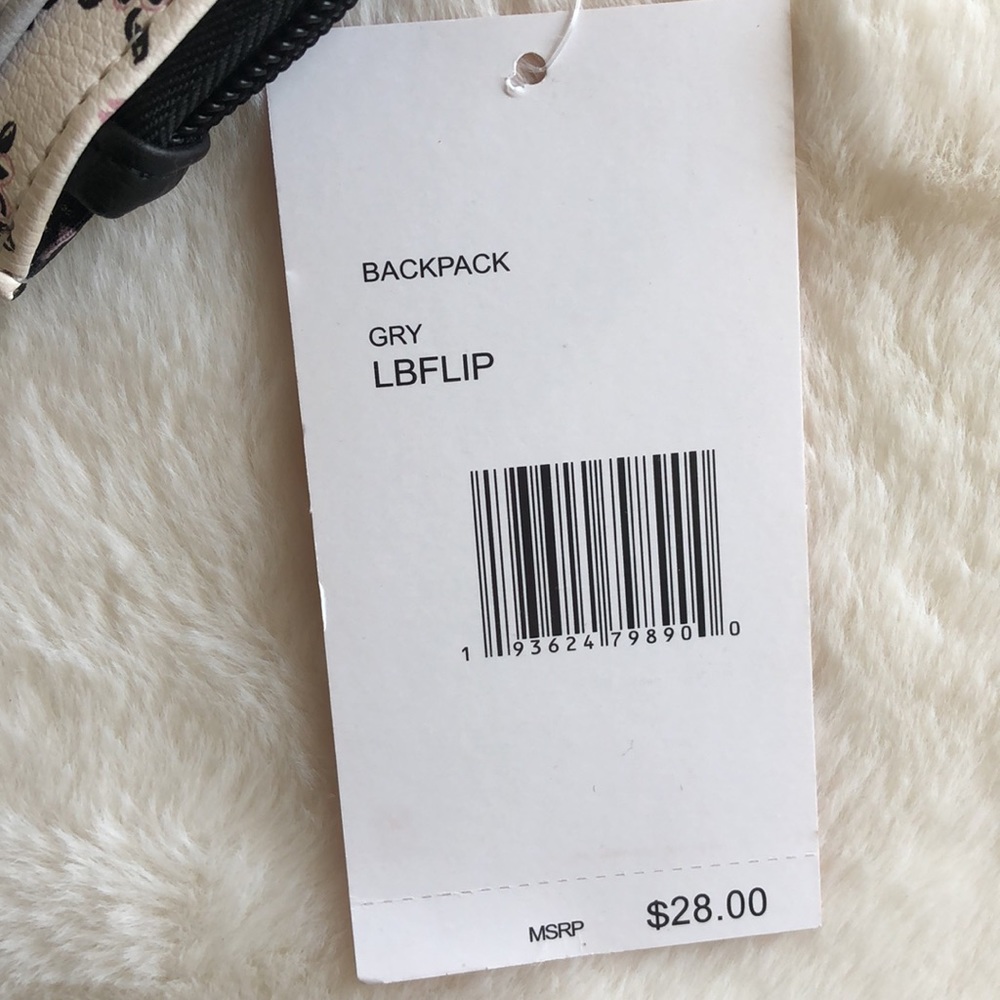 BACKPACK
GRY
LBFLIP
1 93624 79890 0
MSRP $28.00